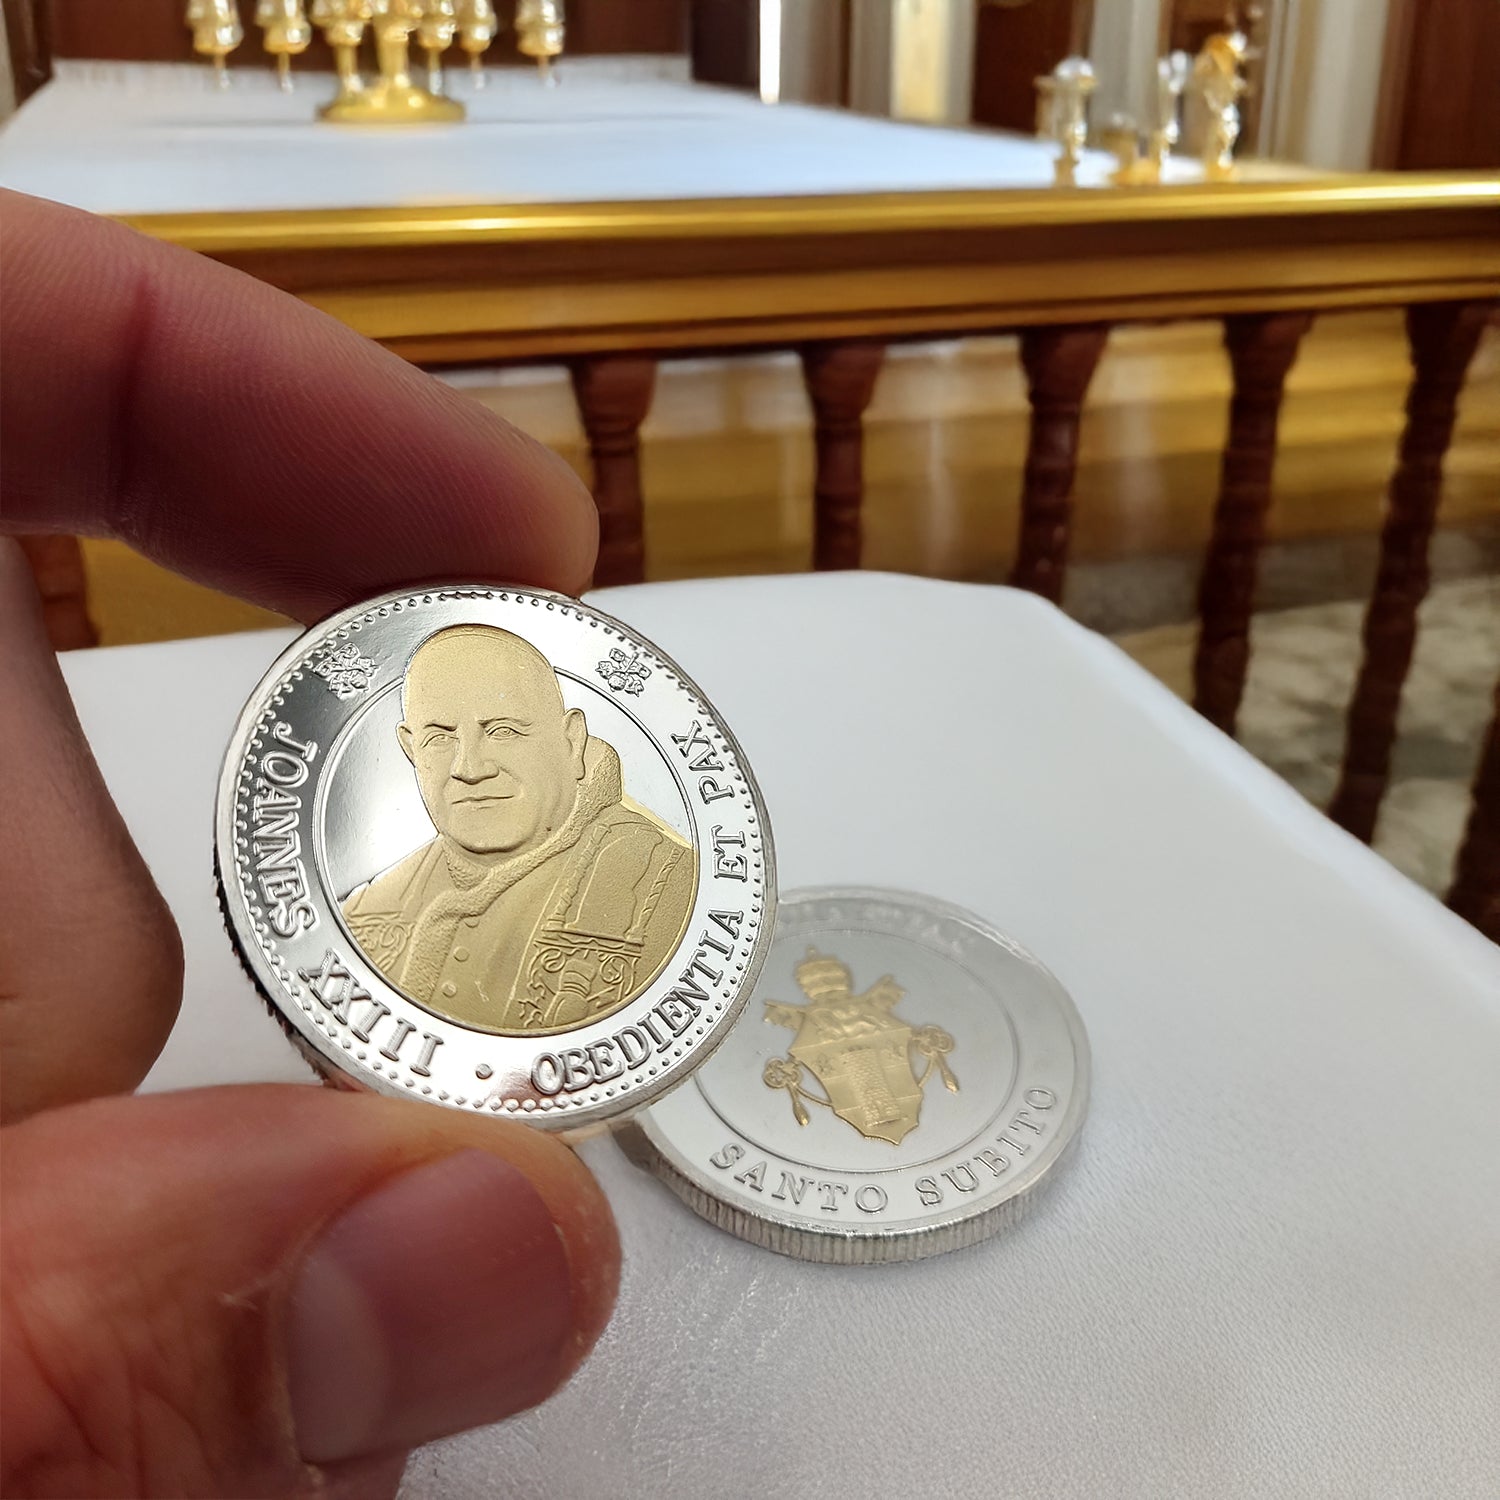 JOANNES XXIII • OBEDIENTIA ET PAX
SANTO SUBITO